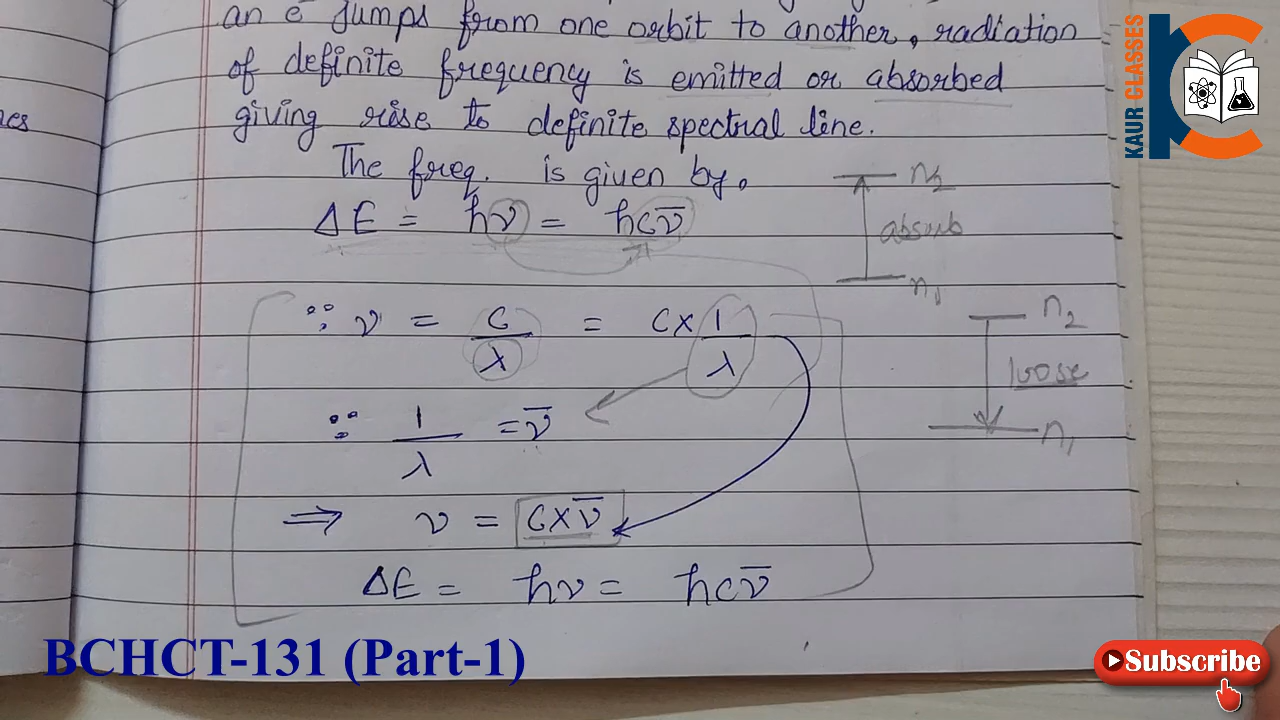 an e⁻ jumps from one orbit to another, radiation
of definite frequency is emitted or absorbed
giving rise to definite spectral line.
The freq. is given by.
ΔE = hν = hcν̄
n₂
absorb
n₁
∵ ν = c/λ = c × 1/λ
n₂
loose
n₁
∵ 1/λ = ν̄
⇒ ν = c × ν̄
ΔE = hν = hcν̄
BCHCT-131 (Part-1)
KAUR CLASSES
Subscribe